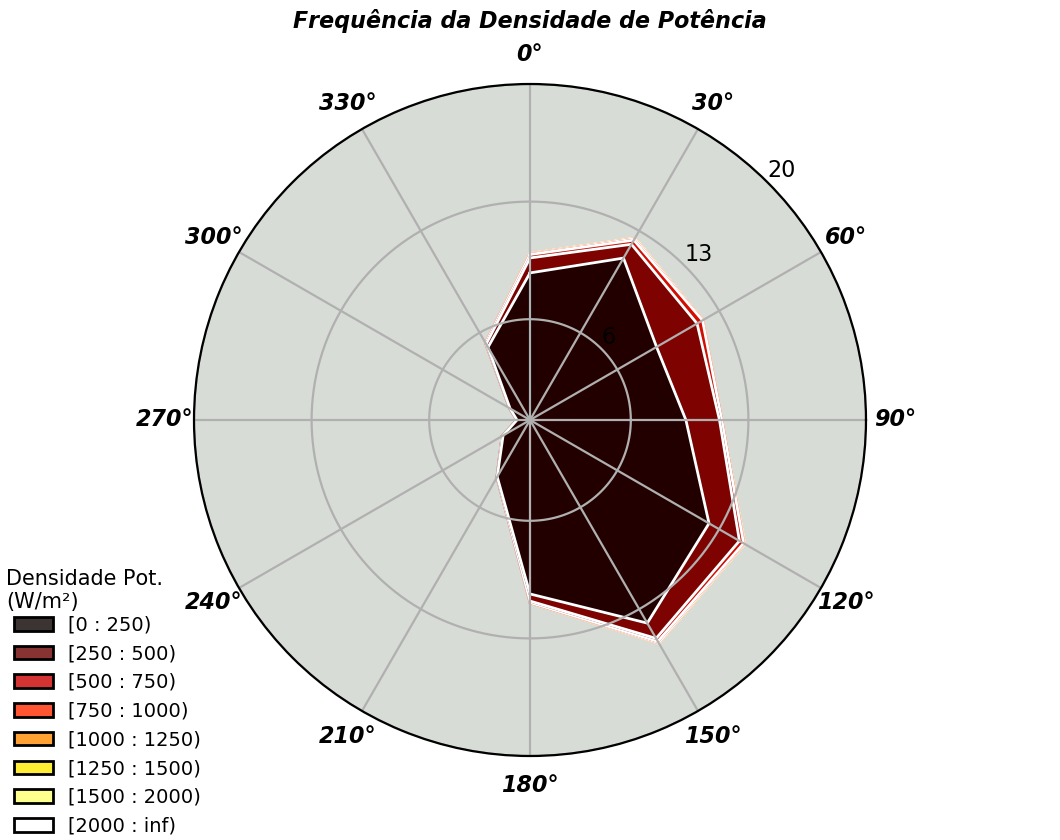 Frequência da Densidade de Potência
0°
330°
30°
20
300°
60°
13
6
270°
90°
Densidade Pot.
(W/m²)
240°
120°
[0 : 250)
[250 : 500)
[500 : 750)
[750 : 1000)
210°
150°
[1000 : 1250)
[1250 : 1500)
180°
[1500 : 2000)
[2000 : inf)